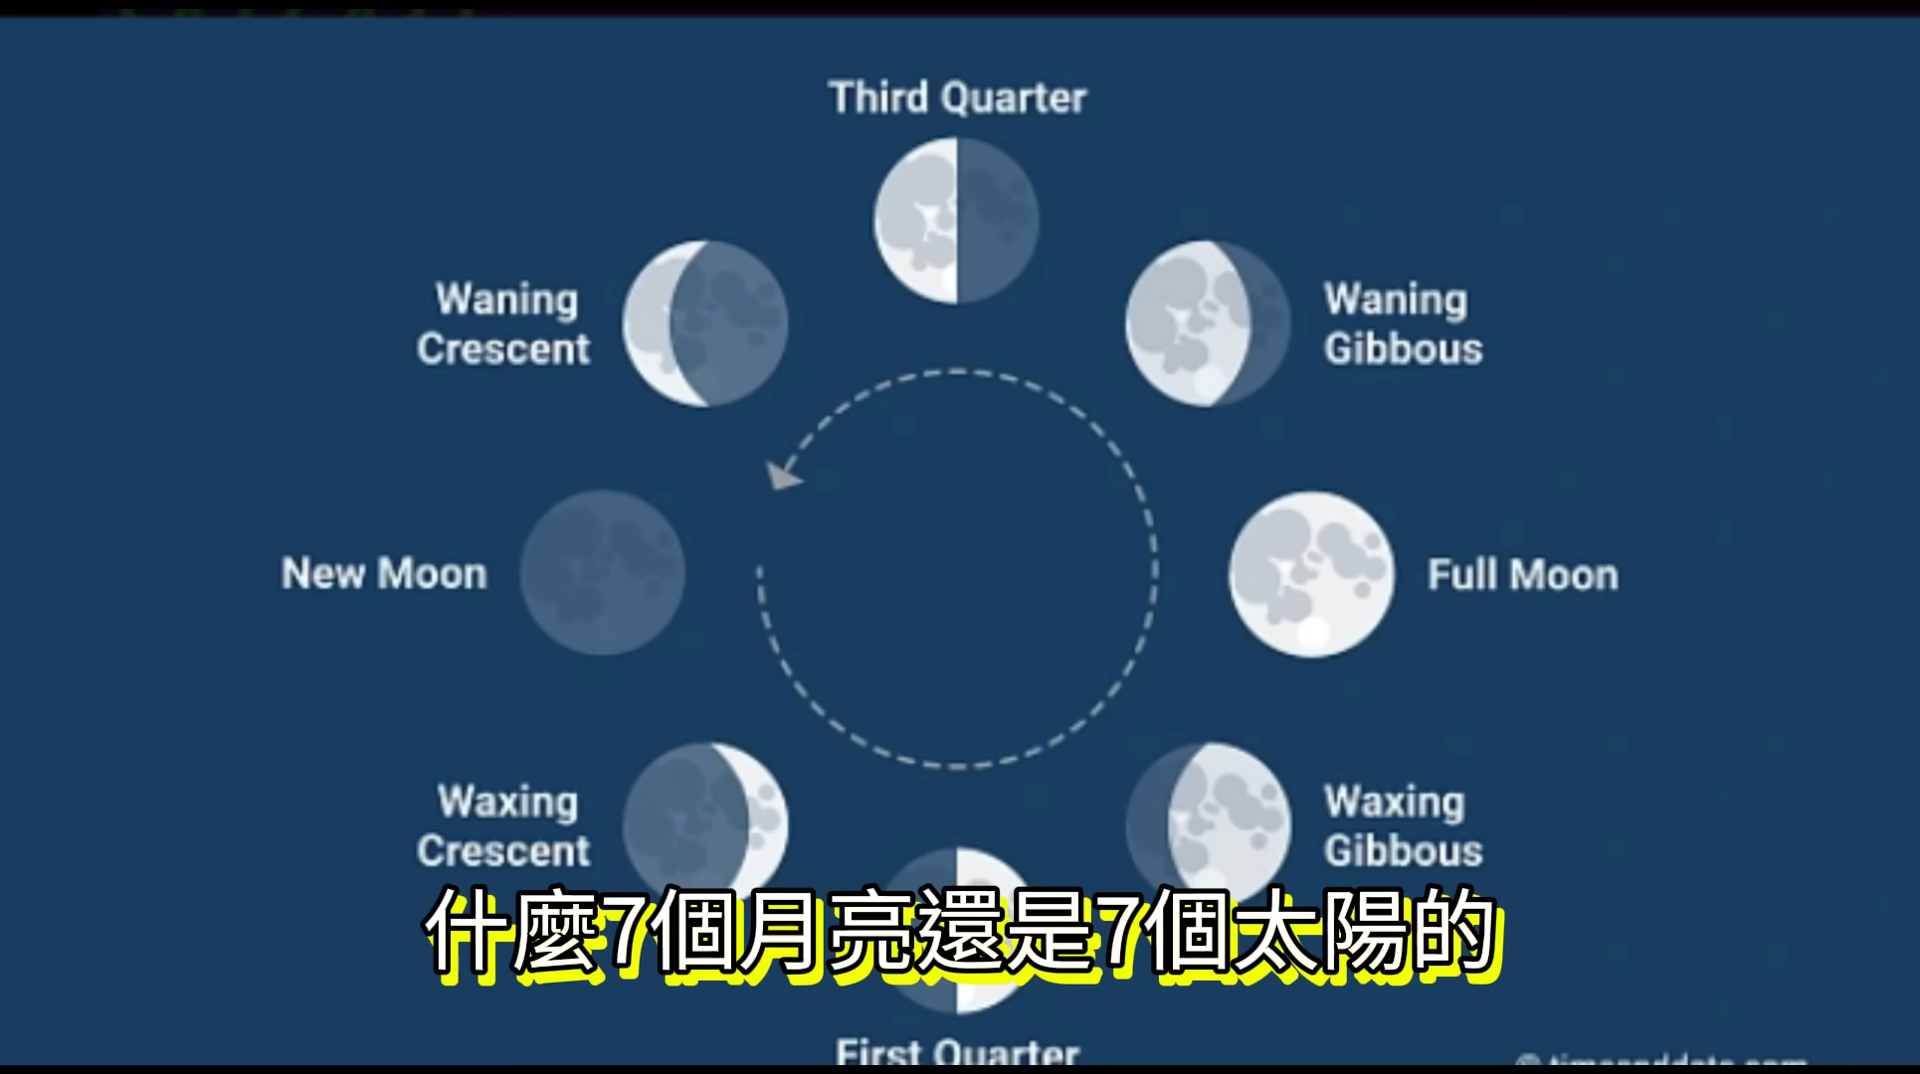 Third Quarter
Waning
Crescent
Waning
Gibbous
New Moon
Full Moon
Waxing
Crescent
Waxing
Gibbous
什麼7個月亮還是7個太陽的
First Quarter